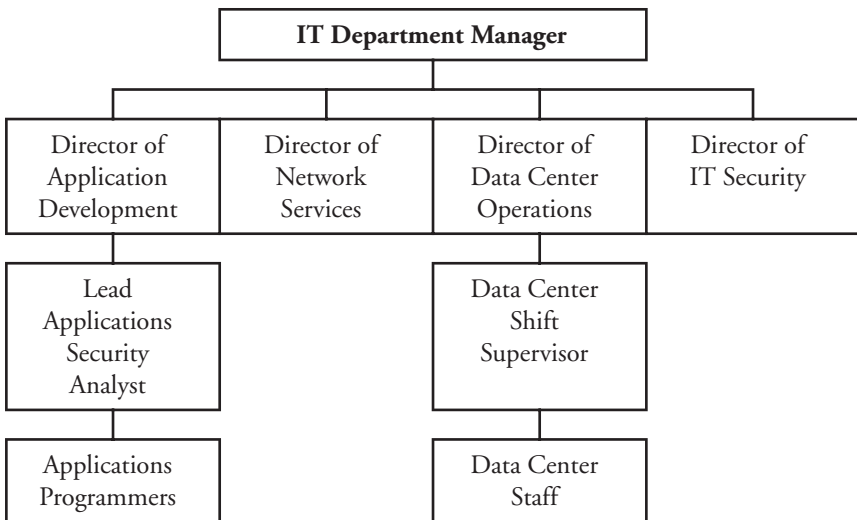 IT Department Manager
Director of
Application
Development
Director of
Network
Services
Director of
Data Center
Operations
Director of
IT Security
Lead
Applications
Security
Analyst
Data Center
Shift
Supervisor
Applications
Programmers
Data Center
Staff